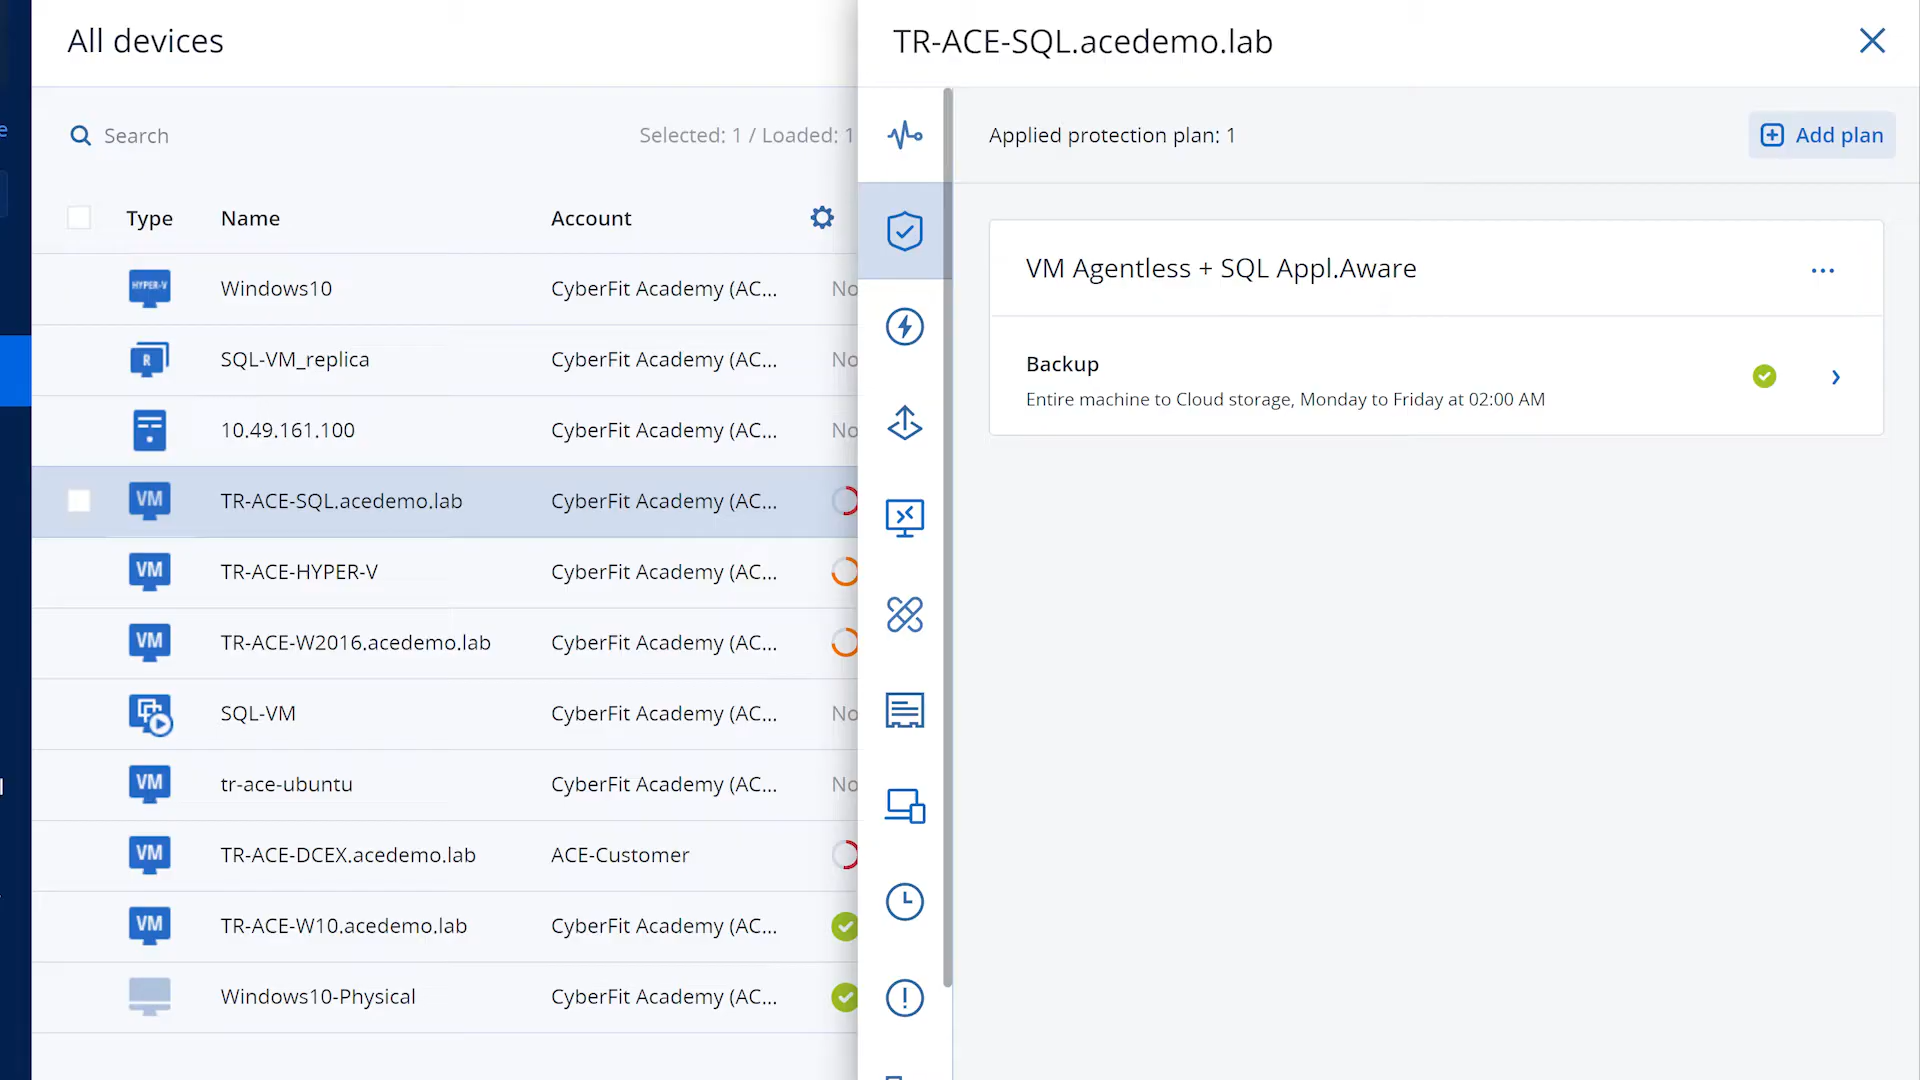 All devices
TR-ACE-SQL.acedemo.lab
Search
Selected: 1 / Loaded: 1
Applied protection plan: 1
Add plan
Type Name Account
VM Agentless + SQL Appl.Aware
Backup
Entire machine to Cloud storage, Monday to Friday at 02:00 AM
HYPER-V Windows10 CyberFit Academy (AC... No
R SQL-VM_replica CyberFit Academy (AC... No
10.49.161.100 CyberFit Academy (AC... No
VM TR-ACE-SQL.acedemo.lab CyberFit Academy (AC...
VM TR-ACE-HYPER-V CyberFit Academy (AC...
VM TR-ACE-W2016.acedemo.lab CyberFit Academy (AC...
SQL-VM CyberFit Academy (AC... No
VM tr-ace-ubuntu CyberFit Academy (AC... No
VM TR-ACE-DCEX.acedemo.lab ACE-Customer
VM TR-ACE-W10.acedemo.lab CyberFit Academy (AC...
Windows10-Physical CyberFit Academy (AC...